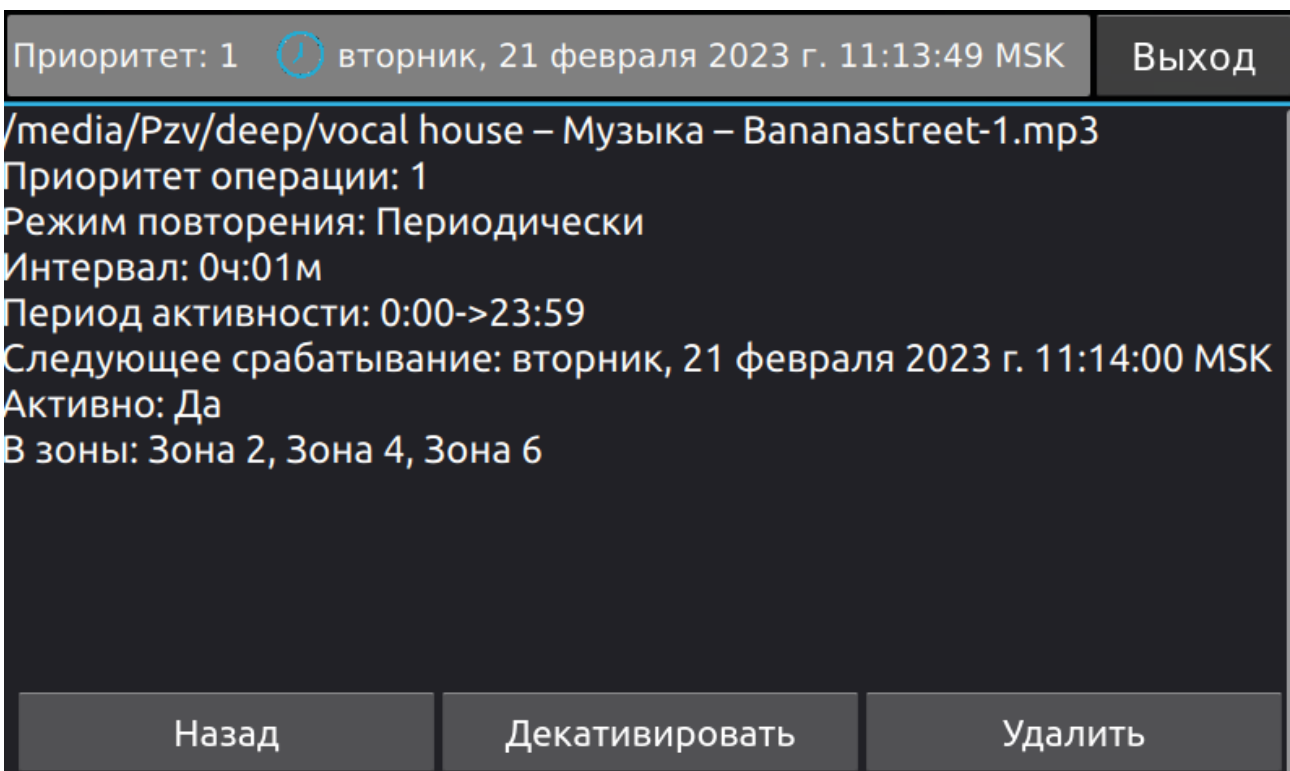 Приоритет: 1 вторник, 21 февраля 2023 г. 11:13:49 MSK Выход
/media/Pzv/deep/vocal house – Музыка – Bananastreet-1.mp3
Приоритет операции: 1
Режим повторения: Периодически
Интервал: 0ч:01м
Период активности: 0:00->23:59
Следующее срабатывание: вторник, 21 февраля 2023 г. 11:14:00 MSK
Активно: Да
В зоны: Зона 2, Зона 4, Зона 6
Назад Декативировать Удалить